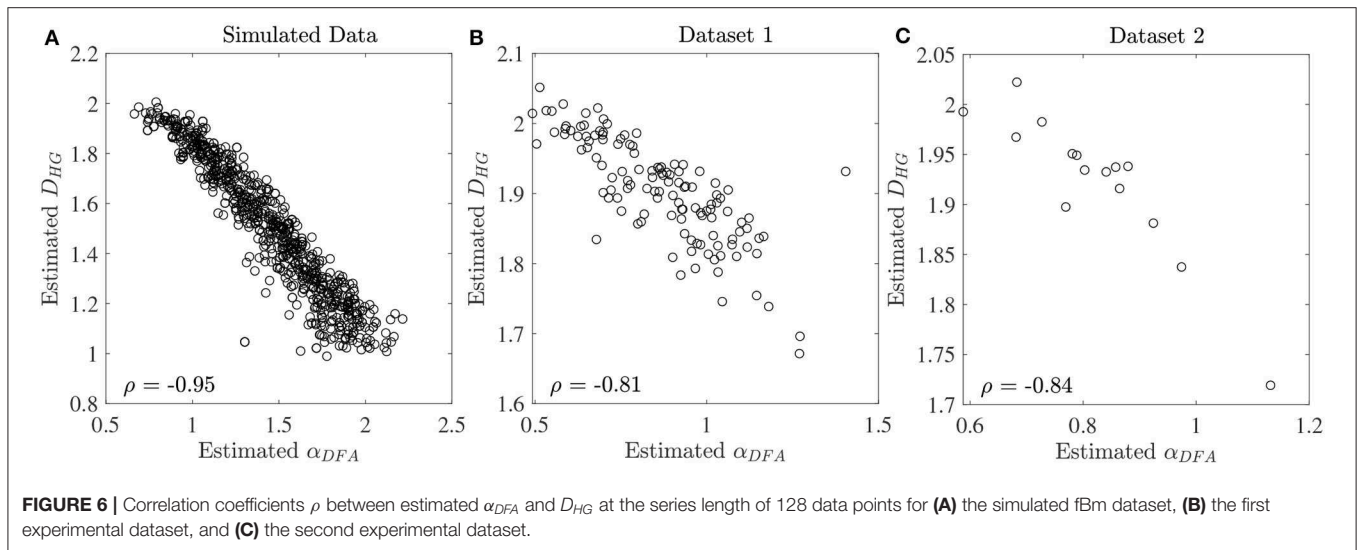 A Simulated Data
2.2
2
1.8
1.6
1.4
1.2
1
0.8
Estimated D_HG
ρ = -0.95
0.5 1 1.5 2 2.5
Estimated α_DFA
B Dataset 1
2.1
2
1.9
1.8
1.7
1.6
Estimated D_HG
ρ = -0.81
0.5 1 1.5
Estimated α_DFA
C Dataset 2
2.05
2
1.95
1.9
1.85
1.8
1.75
1.7
Estimated D_HG
ρ = -0.84
0.6 0.8 1 1.2
Estimated α_DFA
FIGURE 6 | Correlation coefficients ρ between estimated α_DFA and D_HG at the series length of 128 data points for (A) the simulated fBm dataset, (B) the first
experimental dataset, and (C) the second experimental dataset.